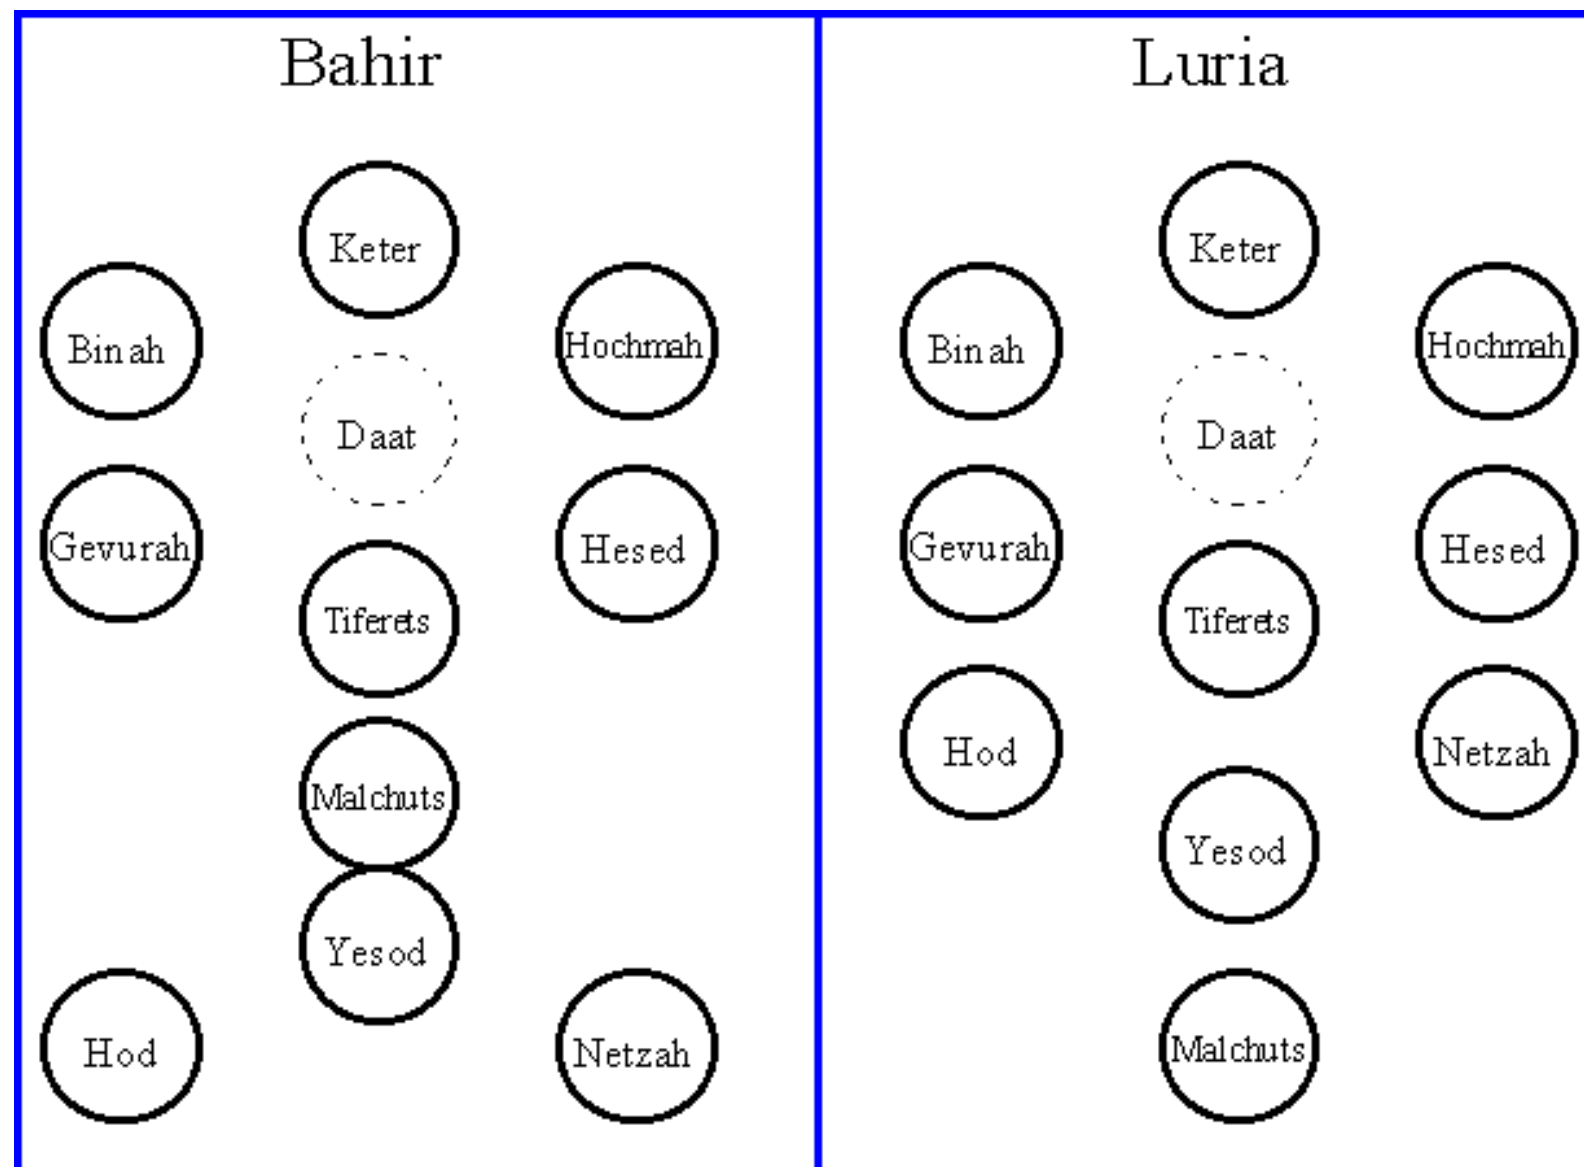 Bahir
Keter
Binah
Hochmah
Daat
Gevurah
Hesed
Tiferets
Malchuts
Yesod
Hod
Netzah
Luria
Keter
Binah
Hochmah
Daat
Gevurah
Hesed
Tiferets
Hod
Netzah
Yesod
Malchuts